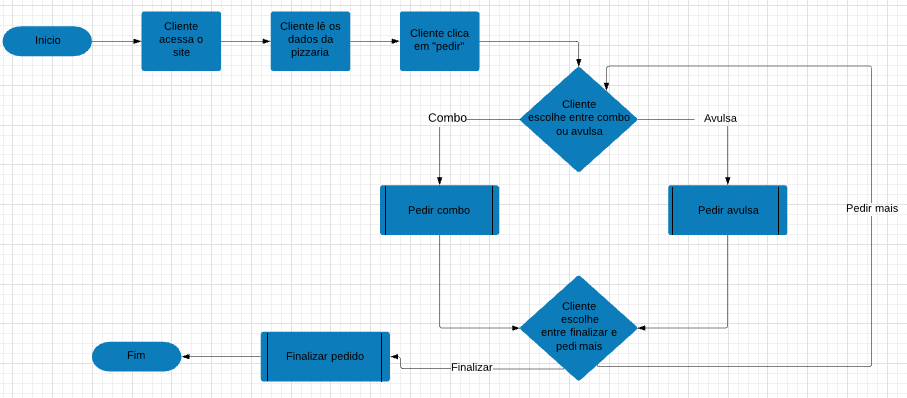 Inicio
Cliente
acessa o
site
Cliente lê os
dados da
pizzaria
Cliente clica
em "pedir"
Cliente
escolhe entre combo
ou avulsa
Combo
Avulsa
Pedir combo
Pedir avulsa
Pedir mais
Cliente
escolhe
entre finalizar e
pedi mais
Finalizar
Finalizar pedido
Fim